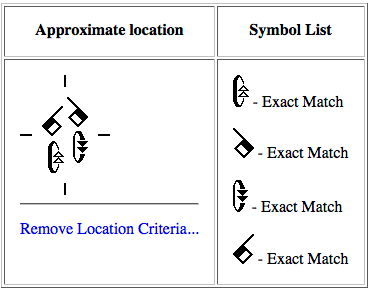 Approximate location
Symbol List
Remove Location Criteria...
- Exact Match
- Exact Match
- Exact Match
- Exact Match